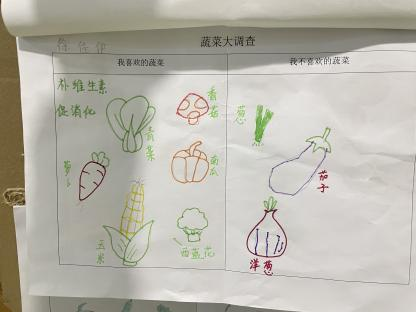 蔬菜大调查
我喜欢的蔬菜
我不喜欢的蔬菜
补维生素
促消化
青菜
香菇
萝卜
南瓜
玉米
西蓝花
葱
茄子
洋葱